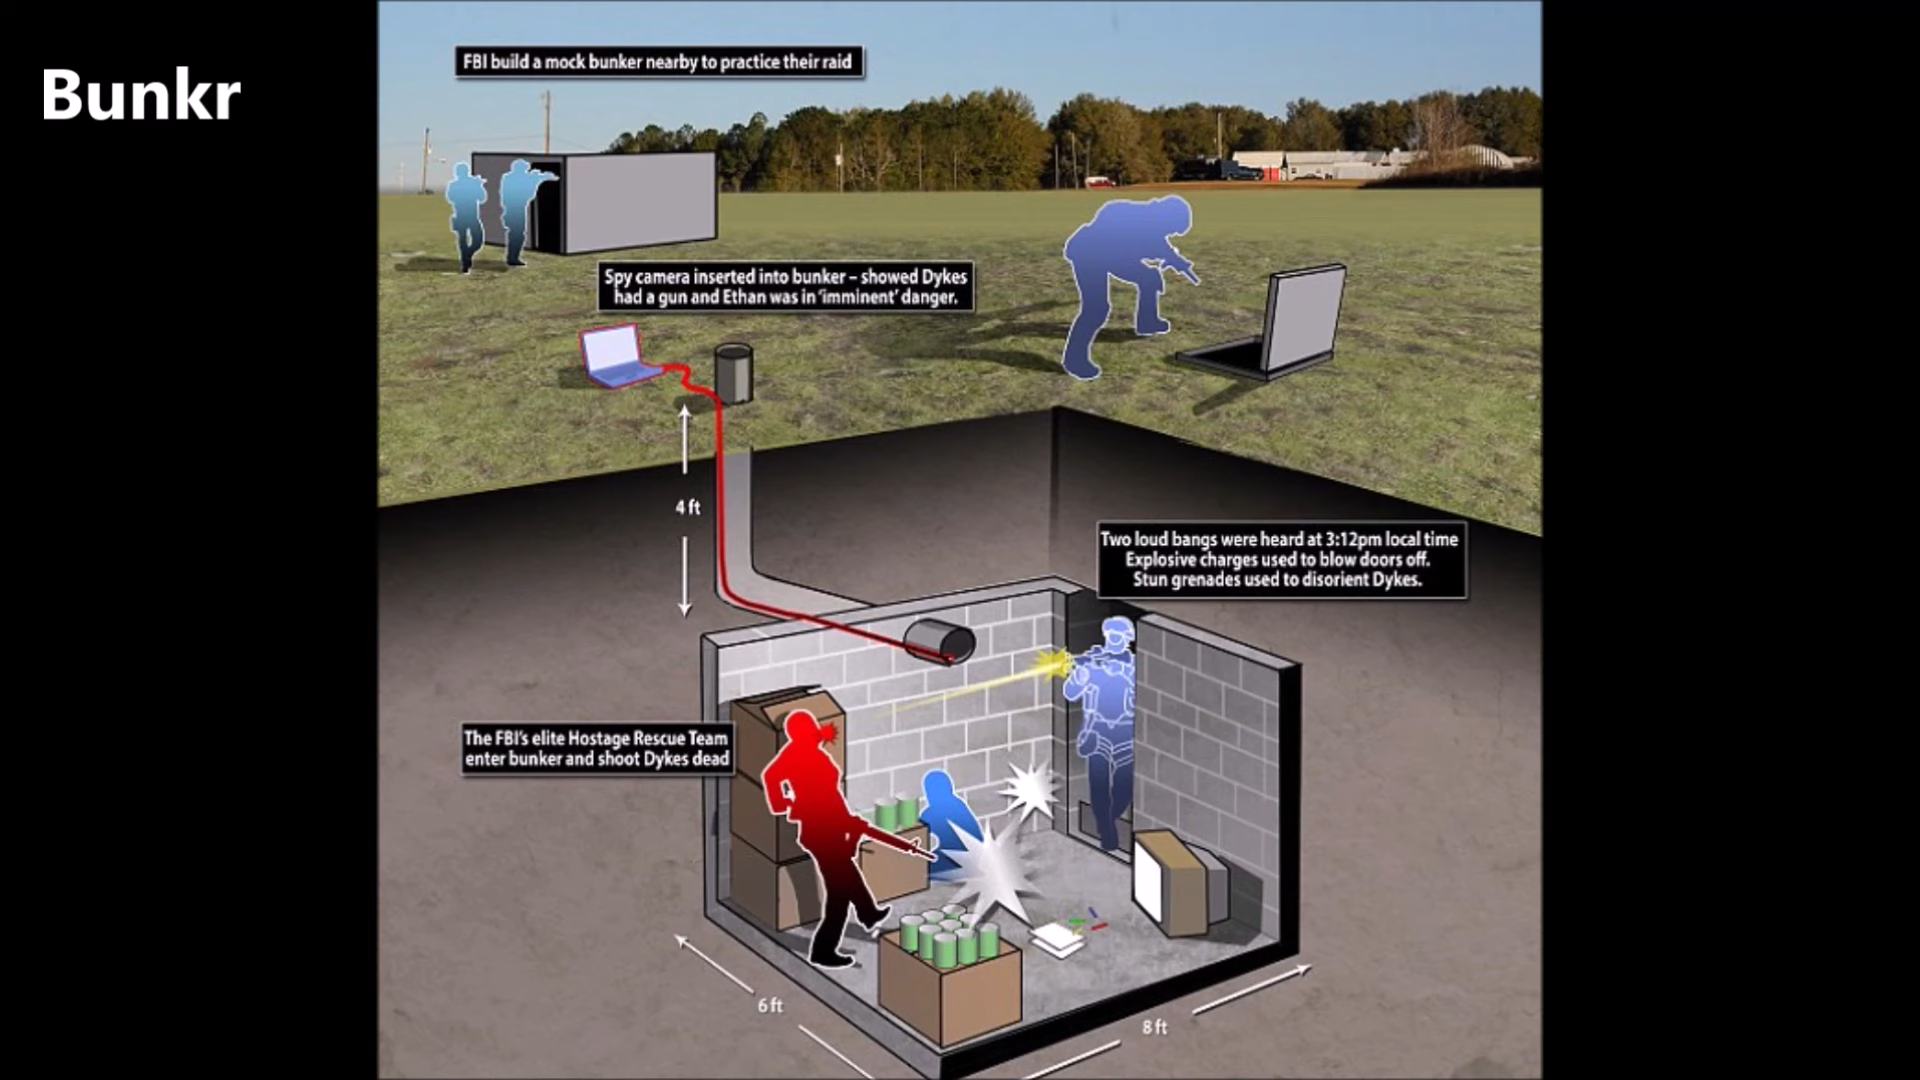 Bunkr
FBI build a mock bunker nearby to practice their raid
Spy camera inserted into bunker – showed Dykes
had a gun and Ethan was in 'imminent' danger.
4 ft
Two loud bangs were heard at 3:12pm local time
Explosive charges used to blow doors off.
Stun grenades used to disorient Dykes.
The FBI's elite Hostage Rescue Team
enter bunker and shoot Dykes dead
6 ft
8 ft